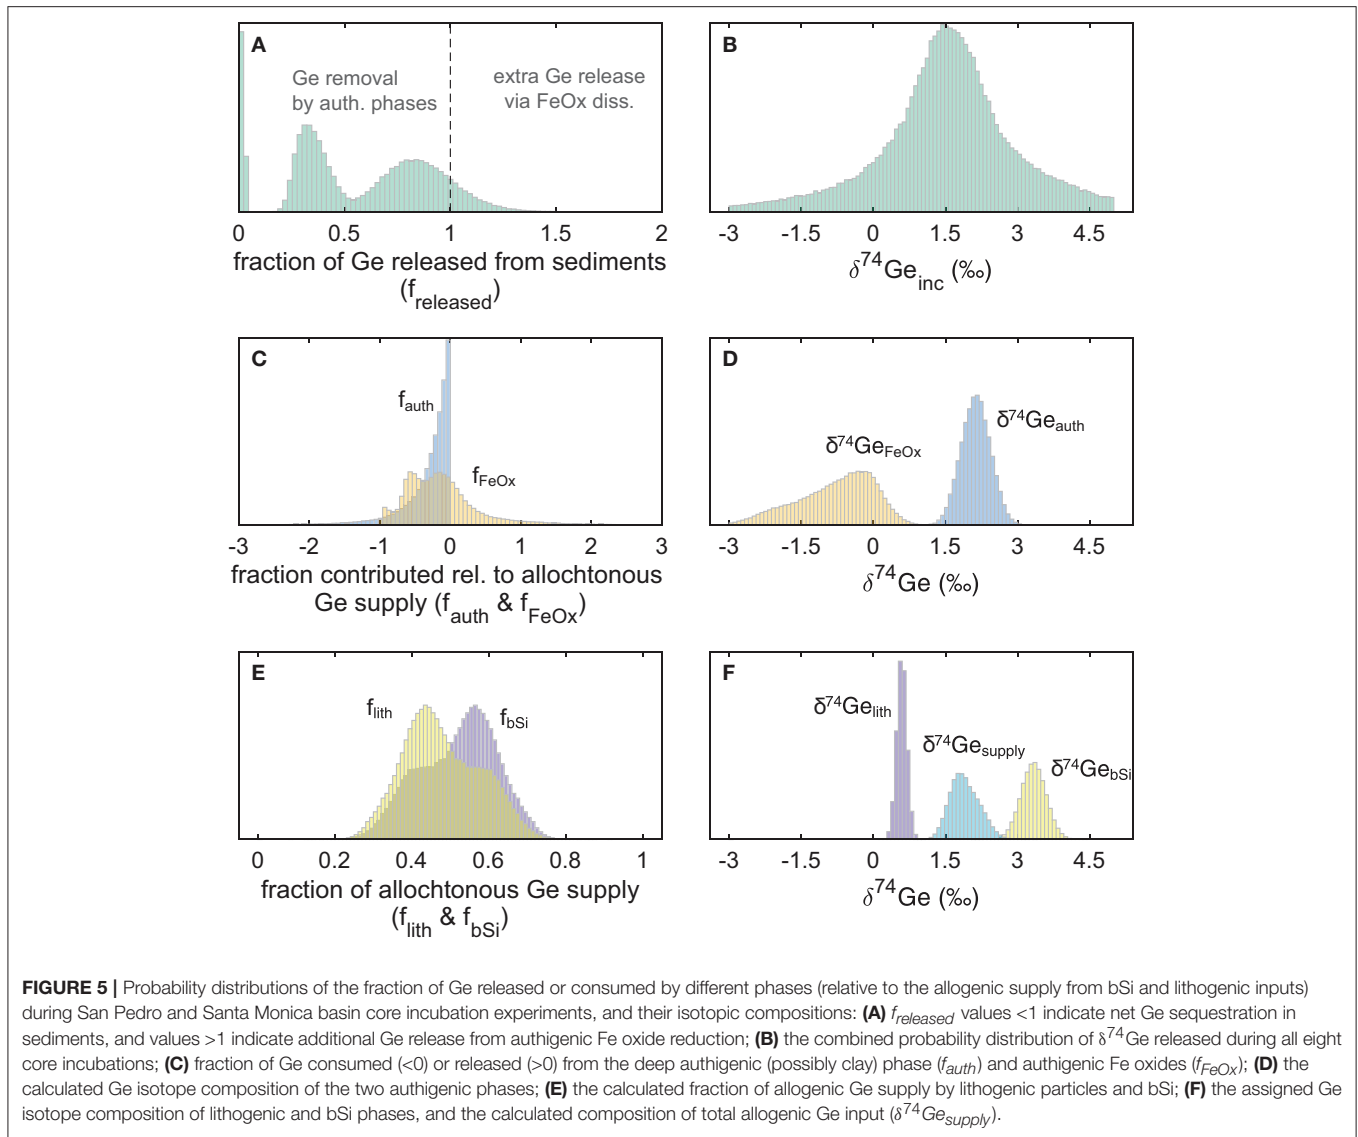 A
Ge removal
by auth. phases
extra Ge release
via FeOx diss.
0 0.5 1 1.5 2
fraction of Ge released from sediments
(f_released)
B
-3 -1.5 0 1.5 3 4.5
δ74Ge_inc (‰)
C
f_auth
f_FeOx
-3 -2 -1 0 1 2 3
fraction contributed rel. to allochtonous
Ge supply (f_auth & f_FeOx)
D
δ74Ge_FeOx
δ74Ge_auth
-3 -1.5 0 1.5 3 4.5
δ74Ge (‰)
E
f_lith
f_bSi
0 0.2 0.4 0.6 0.8 1
fraction of allochtonous Ge supply
(f_lith & f_bSi)
F
δ74Ge_lith
δ74Ge_supply
δ74Ge_bSi
-3 -1.5 0 1.5 3 4.5
δ74Ge (‰)
FIGURE 5 | Probability distributions of the fraction of Ge released or consumed by different phases (relative to the allogenic supply from bSi and lithogenic inputs)
during San Pedro and Santa Monica basin core incubation experiments, and their isotopic compositions: (A) f_released values <1 indicate net Ge sequestration in
sediments, and values >1 indicate additional Ge release from authigenic Fe oxide reduction; (B) the combined probability distribution of δ74Ge released during all eight
core incubations; (C) fraction of Ge consumed (<0) or released (>0) from the deep authigenic (possibly clay) phase (f_auth) and authigenic Fe oxides (f_FeOx); (D) the
calculated Ge isotope composition of the two authigenic phases; (E) the calculated fraction of allogenic Ge supply by lithogenic particles and bSi; (F) the assigned Ge
isotope composition of lithogenic and bSi phases, and the calculated composition of total allogenic Ge input (δ74Ge_supply).